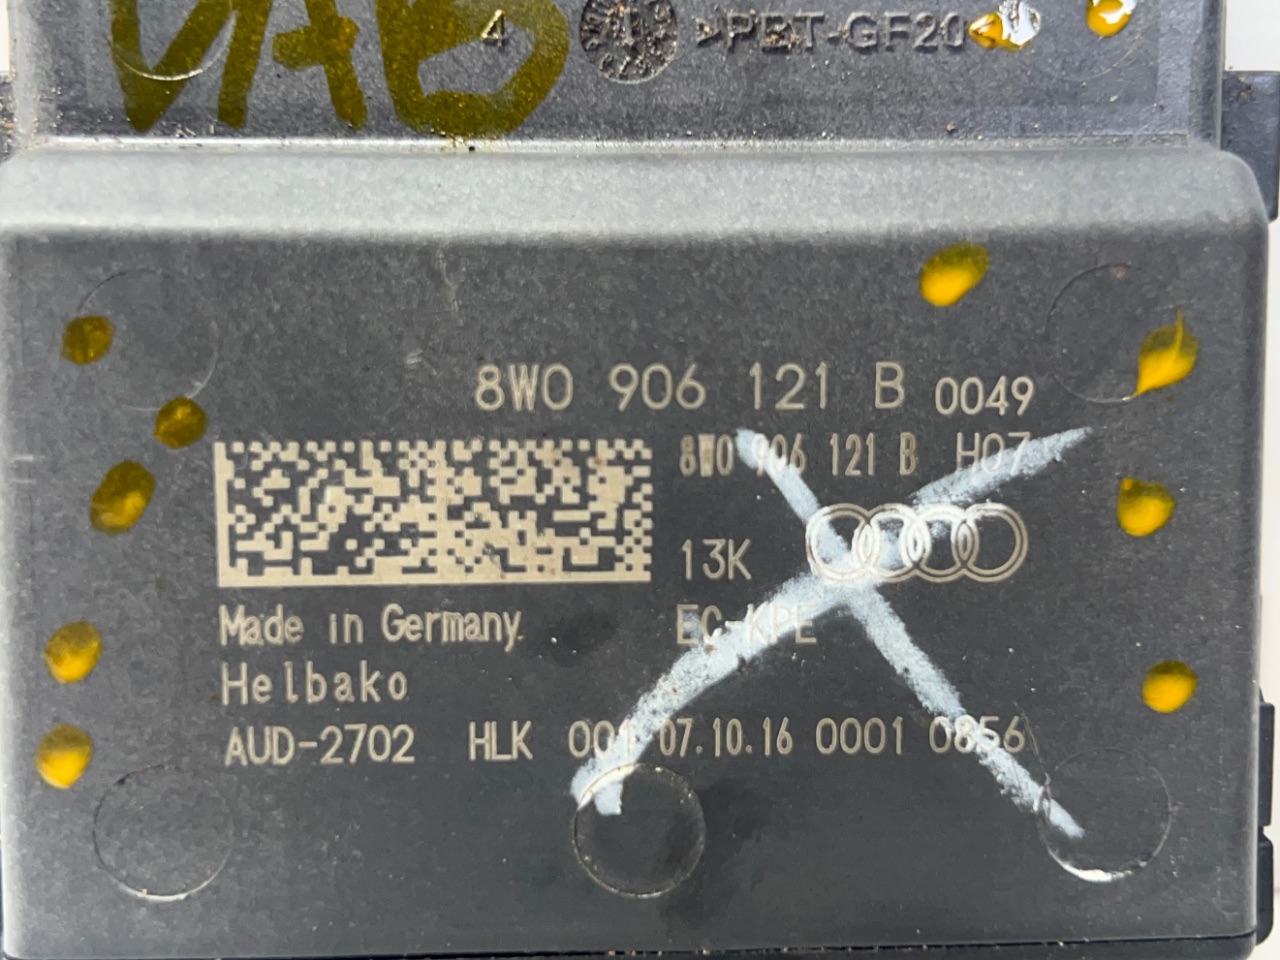 4 >PBT-GF20
8W0 906 121 B 0049
8W0 906 121 B H07
13K
EC-KPE
Made in Germany.
Helbako
AUD-2702 HLK 001 07.10.16 0001 0856